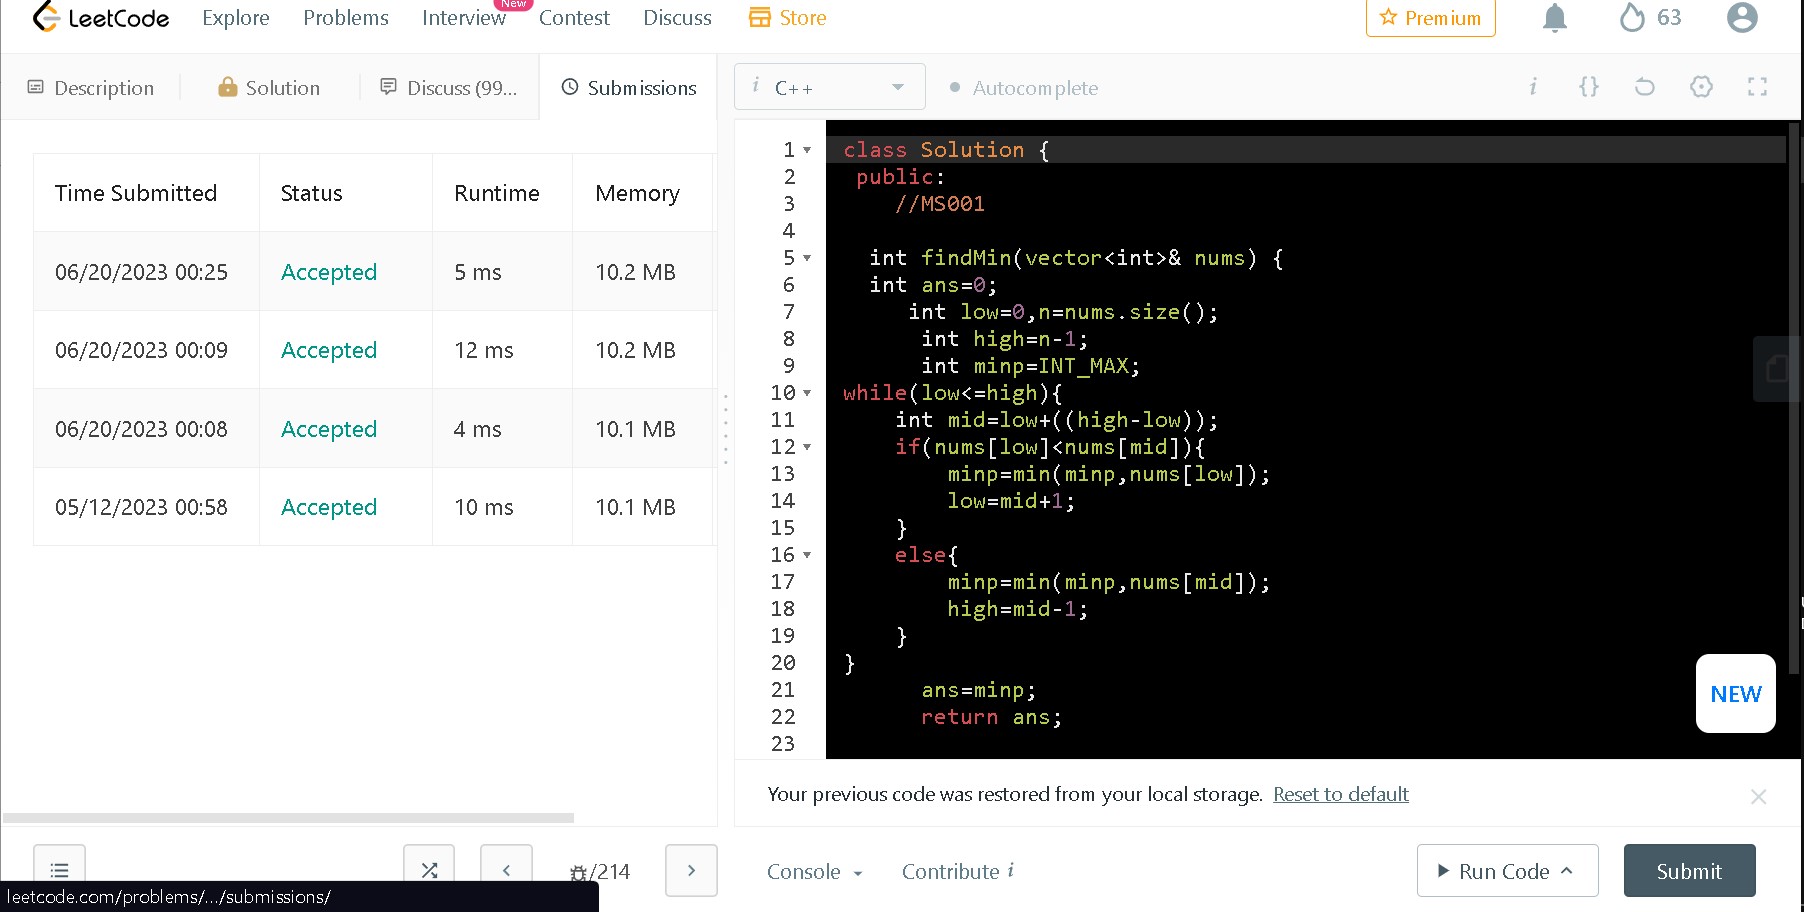 LeetCode Explore Problems Interview New Contest Discuss Store Premium 63
Description Solution Discuss (99... Submissions
i C++ Autocomplete i {}
Time Submitted Status Runtime Memory
06/20/2023 00:25 Accepted 5 ms 10.2 MB
06/20/2023 00:09 Accepted 12 ms 10.2 MB
06/20/2023 00:08 Accepted 4 ms 10.1 MB
05/12/2023 00:58 Accepted 10 ms 10.1 MB
1 class Solution {
2 public:
3 //MS001
4
5 int findMin(vector<int>& nums) {
6 int ans=0;
7 int low=0,n=nums.size();
8 int high=n-1;
9 int minp=INT_MAX;
10 while(low<=high){
11 int mid=low+((high-low));
12 if(nums[low]<nums[mid]){
13 minp=min(minp,nums[low]);
14 low=mid+1;
15 }
16 else{
17 minp=min(minp,nums[mid]);
18 high=mid-1;
19 }
20 }
21 ans=minp;
22 return ans;
23
NEW
Your previous code was restored from your local storage. Reset to default
/214
Console Contribute i Run Code Submit
leetcode.com/problems/.../submissions/